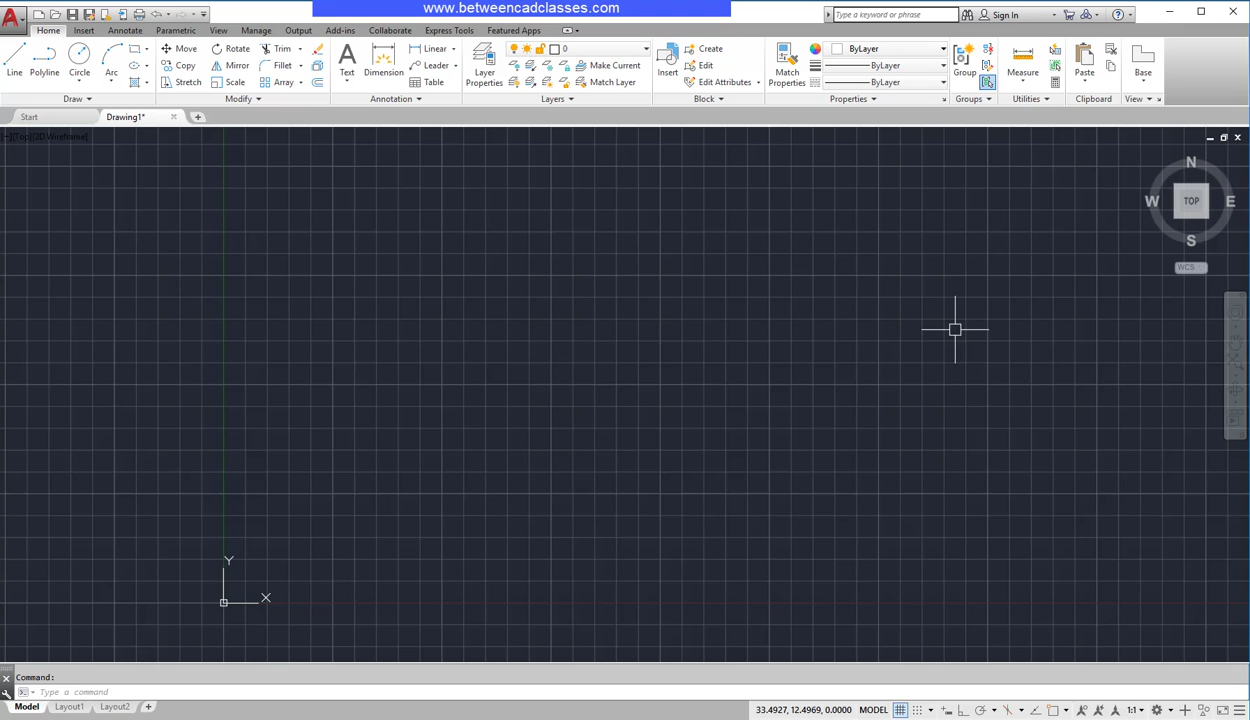 www.betweencadclasses.com
Type a keyword or phrase
Sign In
Home Insert Annotate Parametric View Manage Output Add-ins Collaborate Express Tools Featured Apps
Line
Polyline
Circle
Arc
Move
Rotate
Trim
Copy
Mirror
Fillet
Stretch
Scale
Array
Text
Dimension
Linear
Leader
Table
Layer
Properties
0
Make Current
Match Layer
Insert
Create
Edit
Edit Attributes
Match
Properties
ByLayer
ByLayer
ByLayer
Group
Measure
Paste
Base
Draw Modify Annotation Layers Block Properties Groups Utilities Clipboard View
Start
Drawing1*
[−][Top][2D Wireframe]
N
W TOP E
S
WCS
Y
X
Command:
Type a command
Model Layout1 Layout2
33.4927, 12.4969, 0.0000 MODEL
1:1